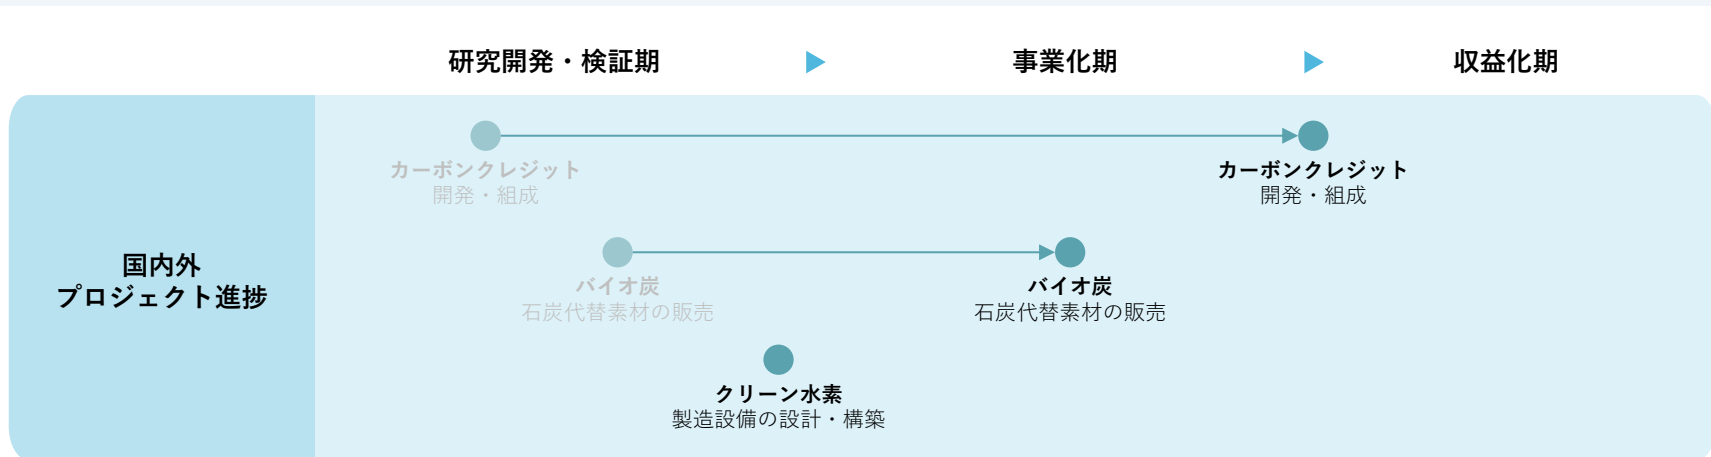 研究開発・検証期
事業化期
収益化期
国内外
プロジェクト進捗
カーボンクレジット
開発・組成
カーボンクレジット
開発・組成
バイオ炭
石炭代替素材の販売
バイオ炭
石炭代替素材の販売
クリーン水素
製造設備の設計・構築